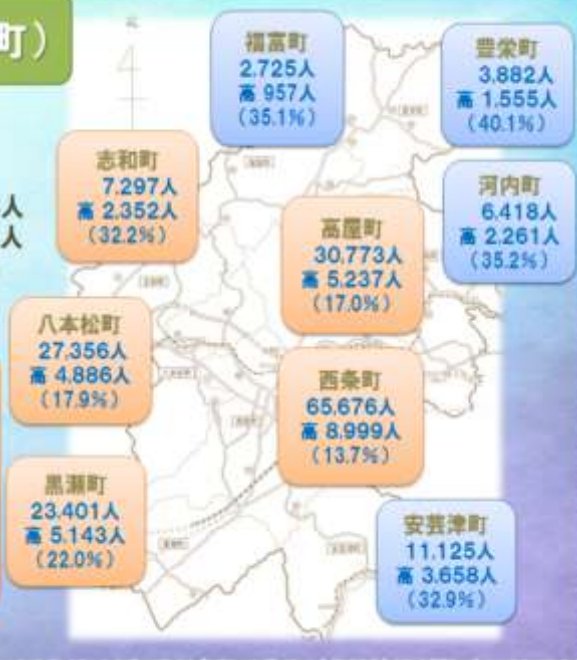 町）
人
人
福富町
2.725人
高 957人
（35.1%）
豊栄町
3.882人
高 1.555人
（40.1%）
志和町
7.297人
高 2.352人
（32.2%）
河内町
6.418人
高 2.261人
（35.2%）
高屋町
30.773人
高 5.237人
（17.0%）
八本松町
27.356人
高 4.886人
（17.9%）
西条町
65.676人
高 8.999人
（13.7%）
黒瀬町
23.401人
高 5.143人
（22.0%）
安芸津町
11.125人
高 3.658人
（32.9%）